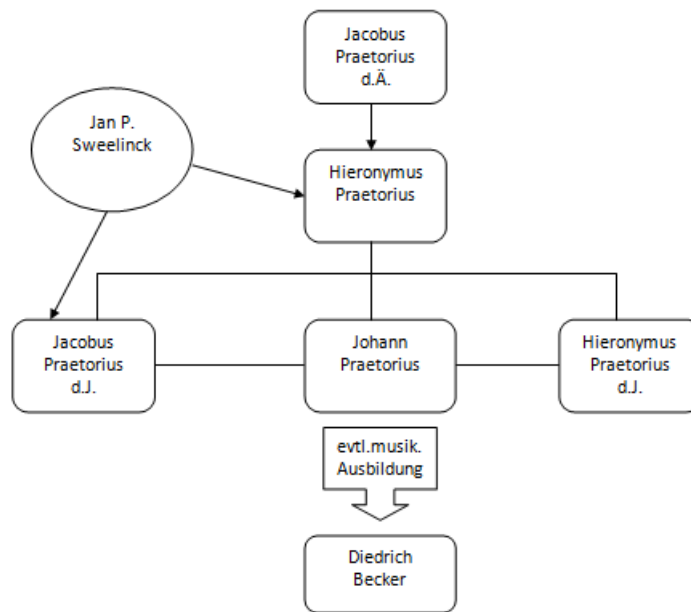 Jacobus
Praetorius
d.Ä.
Jan P.
Sweelinck
Hieronymus
Praetorius
Jacobus
Praetorius
d.J.
Johann
Praetorius
Hieronymus
Praetorius
d.J.
evtl.musik.
Ausbildung
Diedrich
Becker